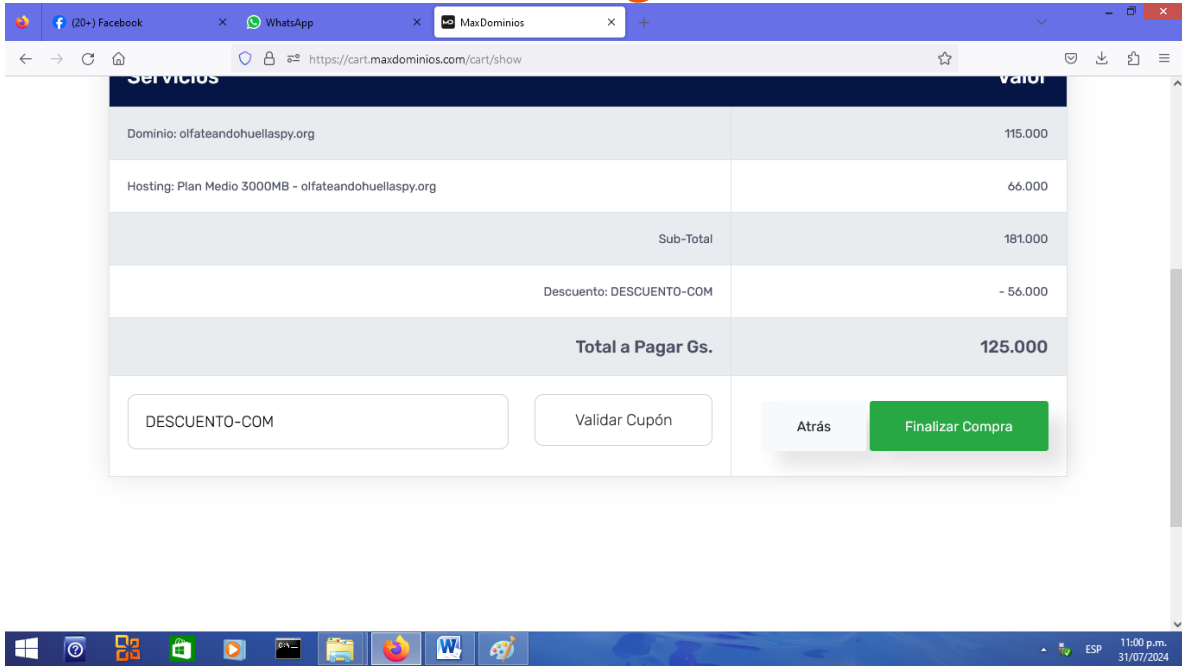 (20+) Facebook
WhatsApp
MaxDominios
https://cart.maxdominios.com/cart/show
Servicios Valor
Dominio: olfateandohuellaspy.org 115.000
Hosting: Plan Medio 3000MB - olfateandohuellaspy.org 66.000
Sub-Total 181.000
Descuento: DESCUENTO-COM - 56.000
Total a Pagar Gs. 125.000
DESCUENTO-COM Validar Cupón Atrás Finalizar Compra
ESP
11:00 p.m.
31/07/2024